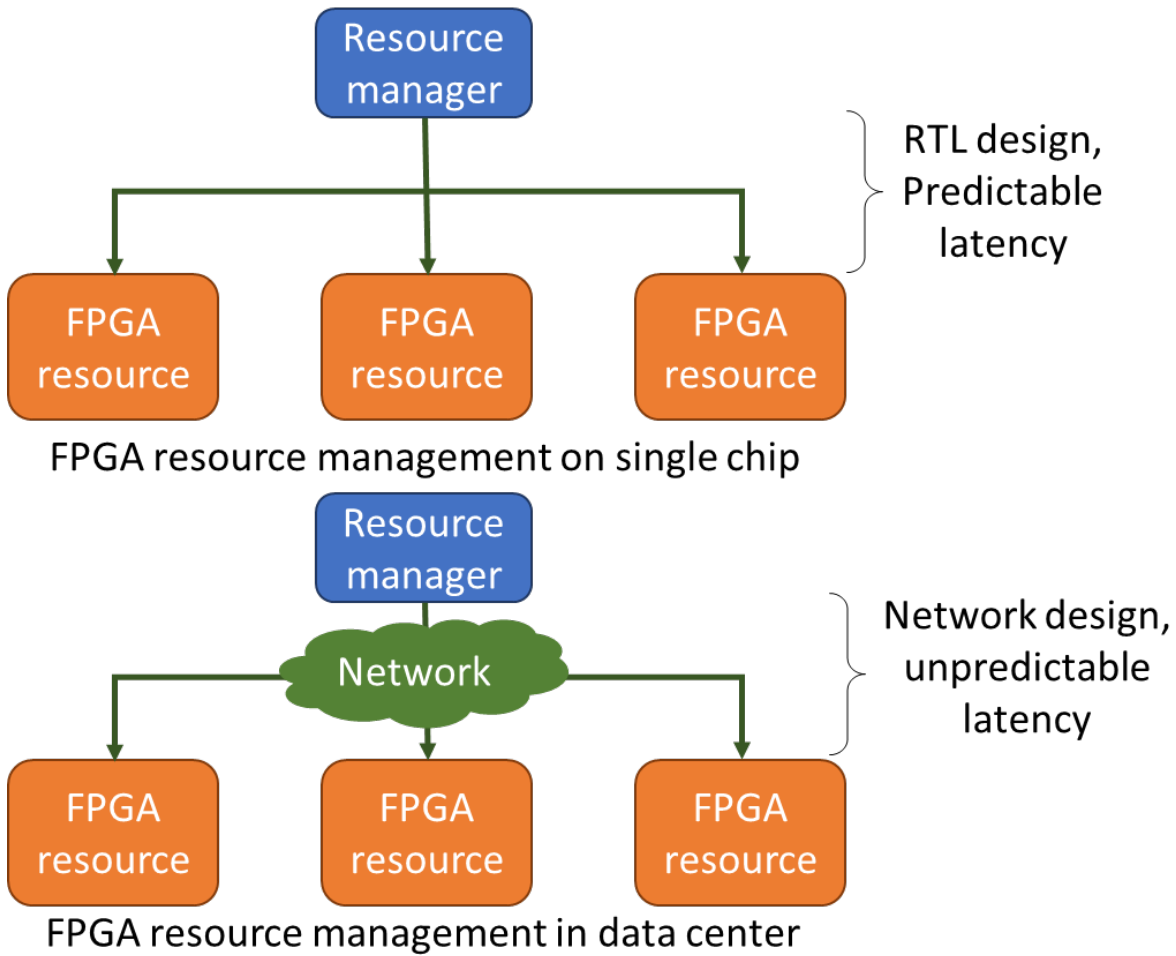 Resource
manager
RTL design,
Predictable
latency
FPGA
resource
FPGA
resource
FPGA
resource
FPGA resource management on single chip
Resource
manager
Network
Network design,
unpredictable
latency
FPGA
resource
FPGA
resource
FPGA
resource
FPGA resource management in data center